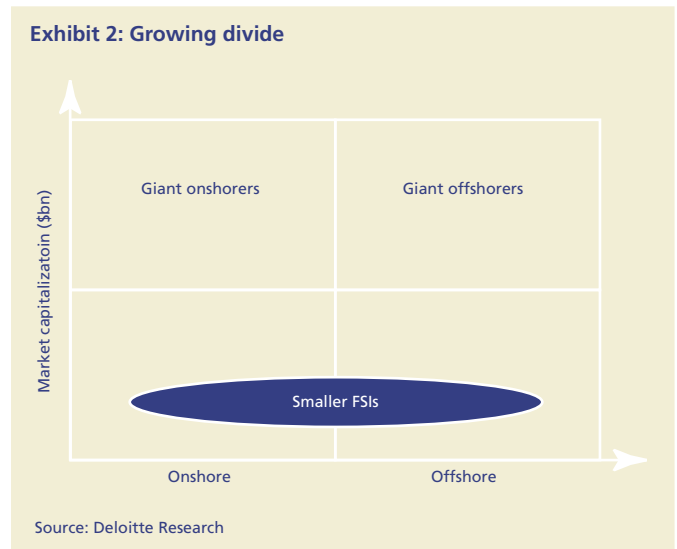 Exhibit 2: Growing divide
Giant onshorers
Giant offshorers
Market capitalizatoin ($bn)
Smaller FSIs
Onshore
Offshore
Source: Deloitte Research